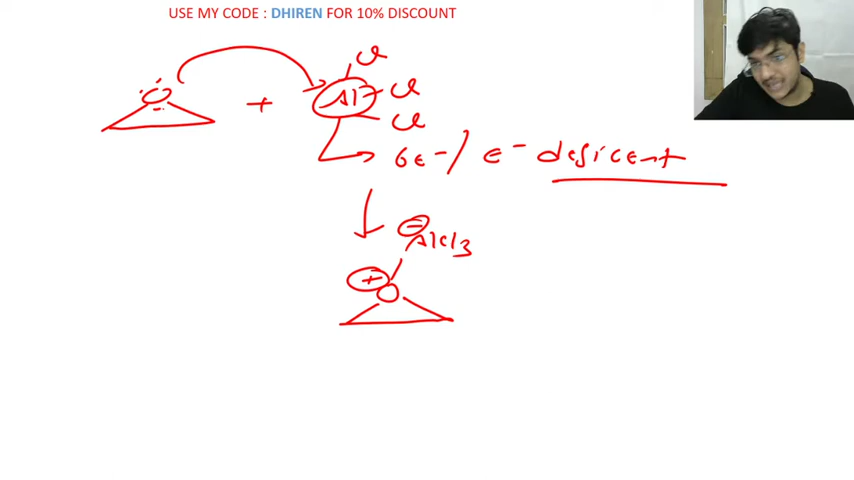 USE MY CODE : DHIREN FOR 10% DISCOUNT
Cl
O + Al Cl
Cl
6e-/ e- deficent
⊖
AlCl3
⊕
O